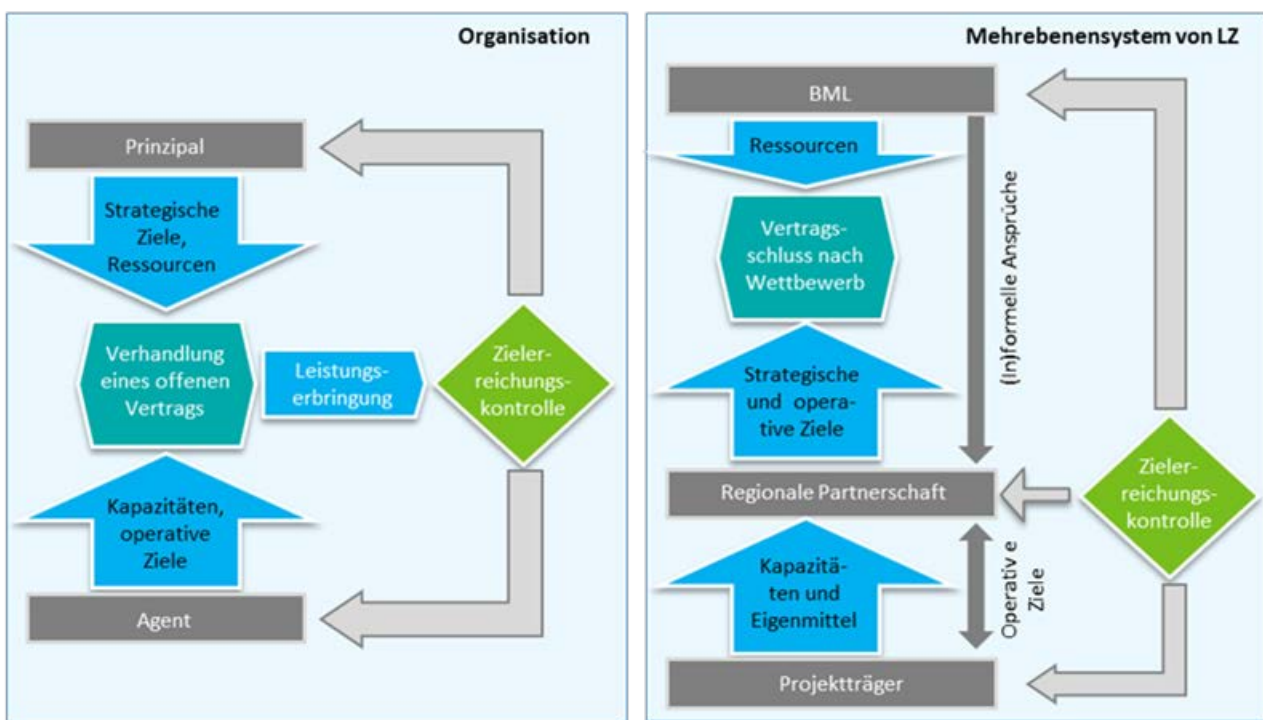 Organisation
Prinzipal
Strategische
Ziele,
Ressourcen
Verhandlung
eines offenen
Vertrags
Leistungs-
erbringung
Zieler-
reichungs-
kontrolle
Kapazitäten,
operative
Ziele
Agent
Mehrebenensystem von LZ
BML
Ressourcen
Vertrags-
schluss nach
Wettbewerb
(In)formelle Ansprüche
Strategische
und opera-
tive Ziele
Regionale Partnerschaft
Zieler-
reichungs-
kontrolle
Kapazitä-
ten und
Eigenmittel
Operative
Ziele
Projektträger